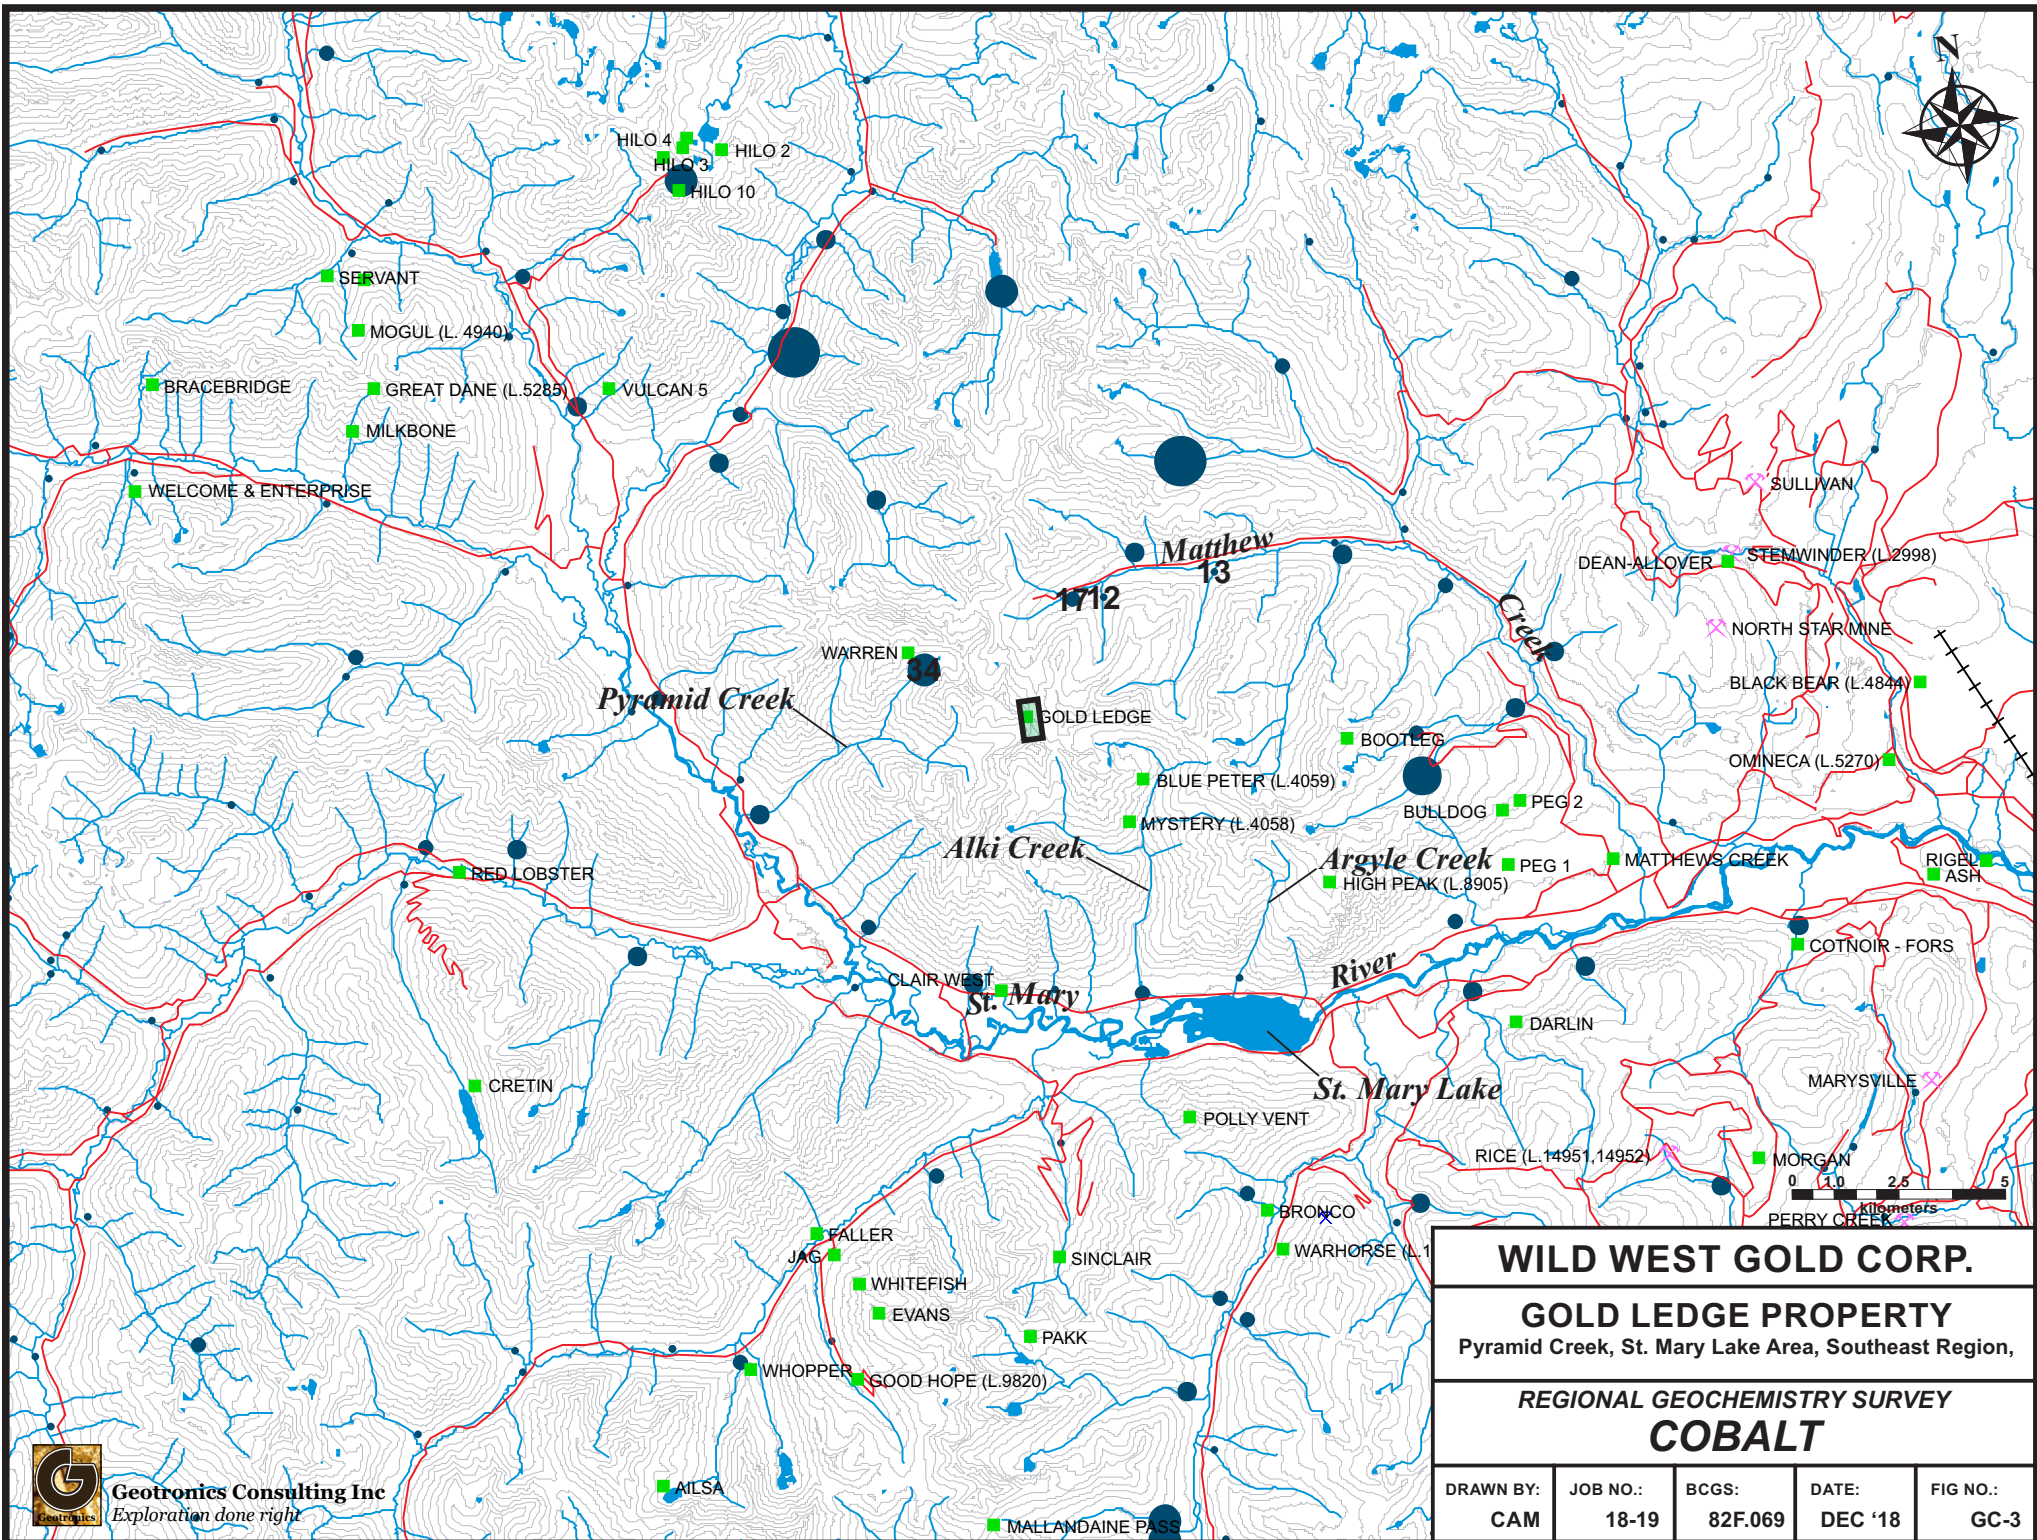 N
HILO 4
HILO 2
HILO 3
HILO 10
SERVANT
MOGUL (L. 4940)
BRACEBRIDGE
GREAT DANE (L.5285)
VULCAN 5
MILKBONE
WELCOME & ENTERPRISE
SULLIVAN
Matthew
13
STEMWINDER (L.2998)
DEAN-ALLOVER
1712
Creek
NORTH STAR MINE
WARREN
34
BLACK BEAR (L.4844)
Pyramid Creek
GOLD LEDGE
BOOTLEG
OMINECA (L.5270)
BLUE PETER (L.4059)
PEG 2
BULLDOG
MYSTERY (L.4058)
Alki Creek
Argyle Creek
PEG 1
MATTHEWS CREEK
RIGEL
ASH
RED LOBSTER
HIGH PEAK (L.8905)
COTNOIR - FORS
River
CLAIR WEST
St. Mary
DARLIN
CRETIN
St. Mary Lake
MARYSVILLE
POLLY VENT
RICE (L.14951,14952)
MORGAN
0 1.0 2.5 5
kilometers
BRONCO
PERRY CREEK
FALLER
JAG
SINCLAIR
WARHORSE (L.1
WHITEFISH
EVANS
PAKK
WHOPPER
GOOD HOPE (L.9820)
AILSA
MALLANDAINE PASS
Geotronics
Geotronics Consulting Inc
Exploration done right
WILD WEST GOLD CORP.
GOLD LEDGE PROPERTY
Pyramid Creek, St. Mary Lake Area, Southeast Region,
REGIONAL GEOCHEMISTRY SURVEY
COBALT
DRAWN BY: JOB NO.: BCGS: DATE: FIG NO.:
CAM 18-19 82F.069 DEC ‘18 GC-3